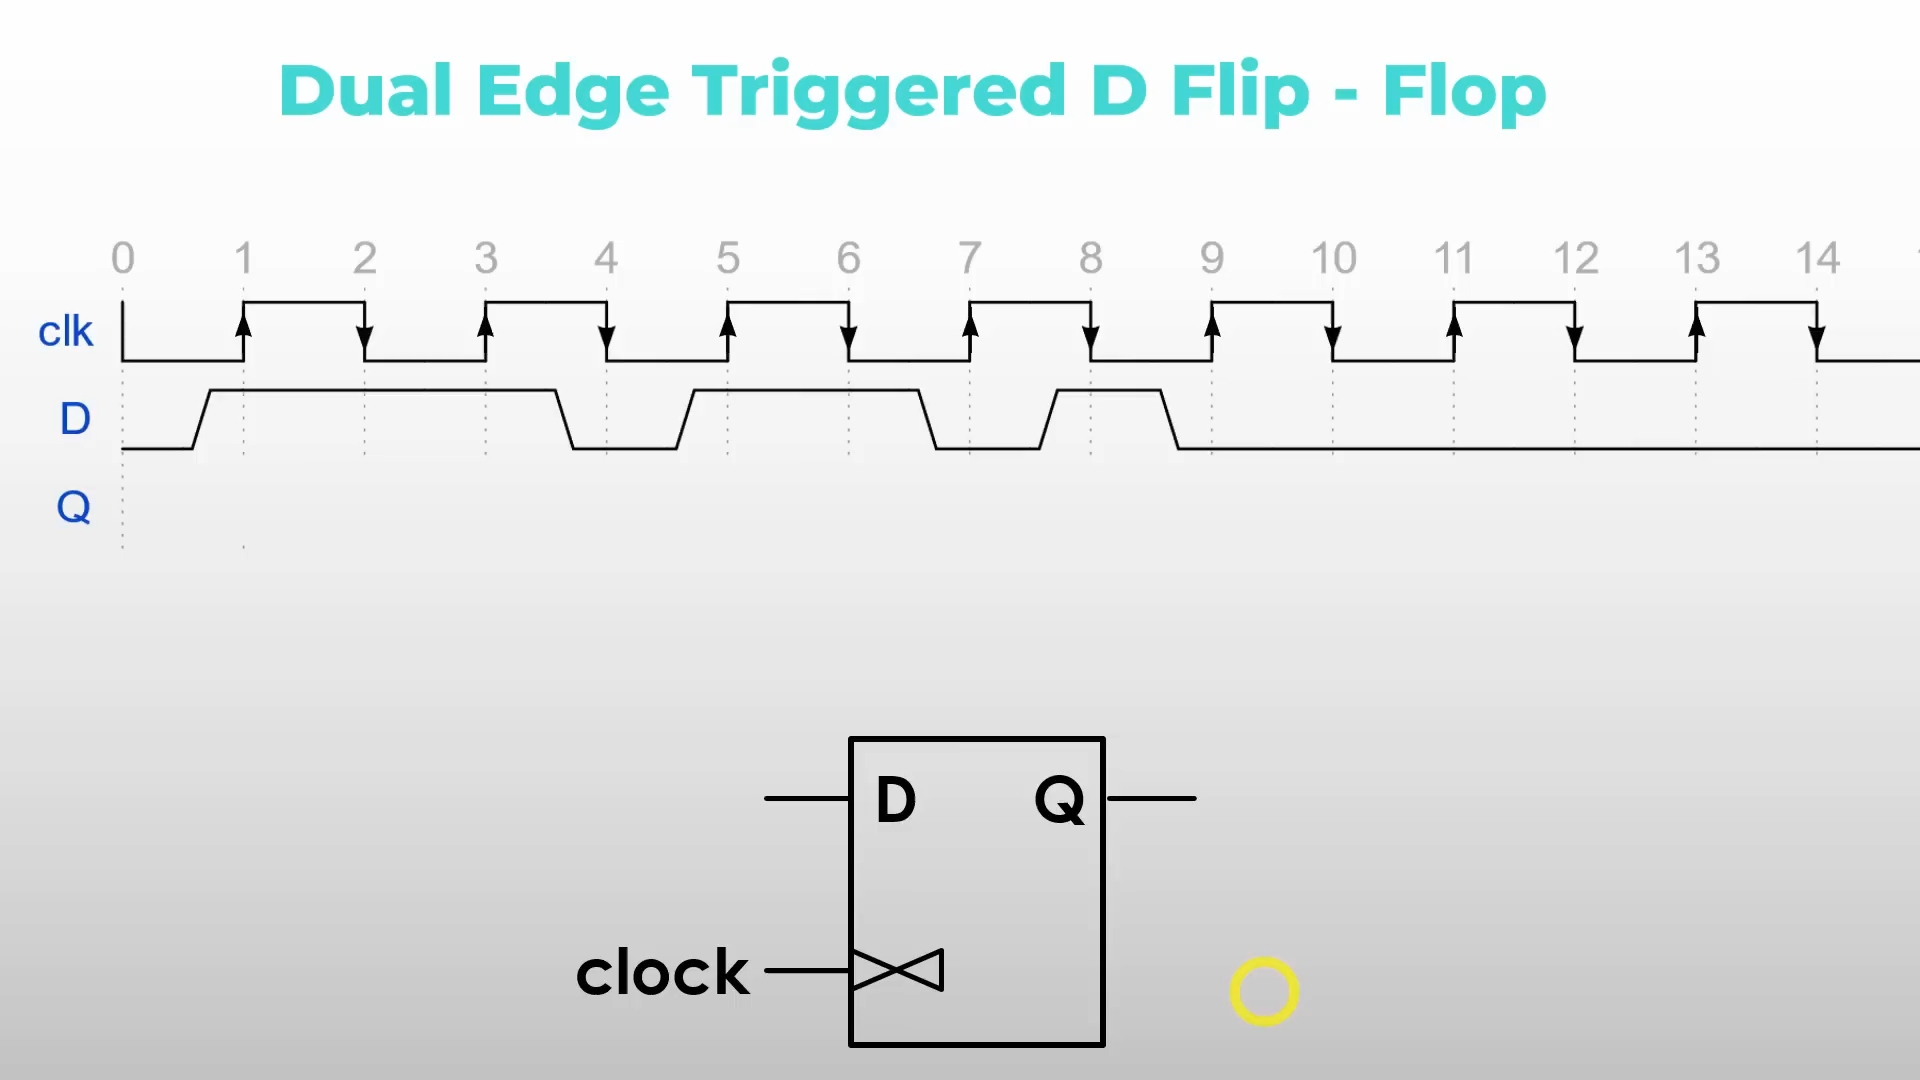 Dual Edge Triggered D Flip - Flop
0 1 2 3 4 5 6 7 8 9 10 11 12 13 14
clk
D
Q
D Q
clock